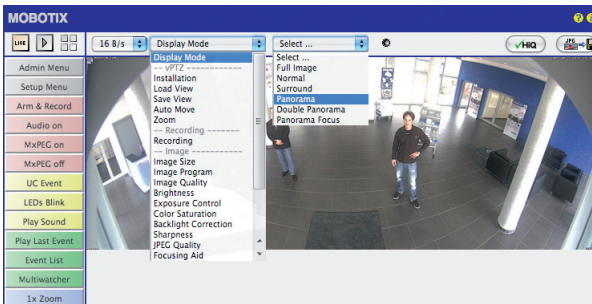 MOBOTIX
LIVE
16 B/s
Display Mode
Select ...
HiQ
JPG
Admin Menu
Setup Menu
Arm & Record
Audio on
MxPEG on
MxPEG off
UC Event
LEDs Blink
Play Sound
Play Last Event
Event List
Multiwatcher
1x Zoom
Display Mode
-- vPTZ ------------
Installation
Load View
Save View
Auto Move
Zoom
-- Recording -------
Recording
-- Image -----------
Image Size
Image Program
Image Quality
Brightness
Exposure Control
Color Saturation
Backlight Correction
Sharpness
JPEG Quality
Focusing Aid
Select ...
Full Image
Normal
Surround
Panorama
Double Panorama
Panorama Focus